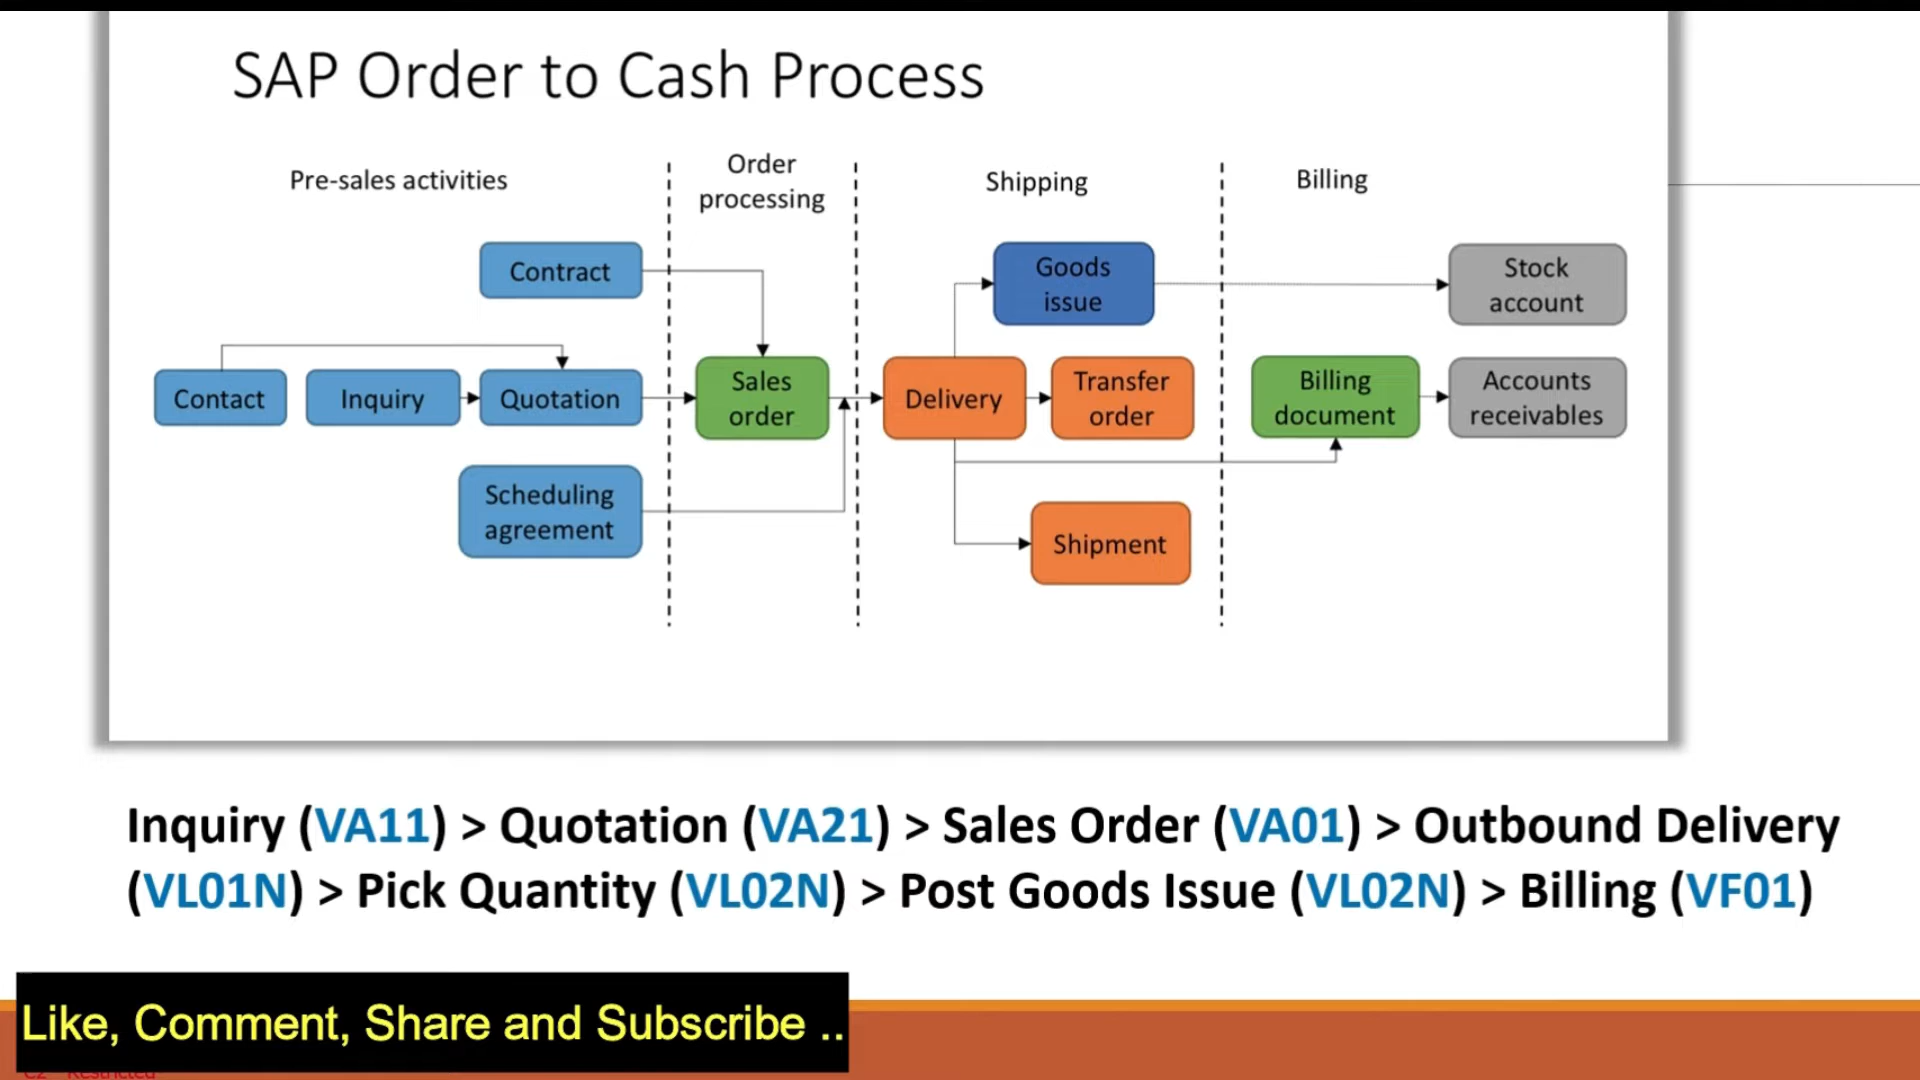 SAP Order to Cash Process
Pre-sales activities
Order
processing
Shipping
Billing
Contract
Goods
issue
Stock
account
Contact
Inquiry
Quotation
Sales
order
Delivery
Transfer
order
Billing
document
Accounts
receivables
Scheduling
agreement
Shipment
Inquiry (VA11) > Quotation (VA21) > Sales Order (VA01) > Outbound Delivery
(VL01N) > Pick Quantity (VL02N) > Post Goods Issue (VL02N) > Billing (VF01)
Like, Comment, Share and Subscribe ..
Restricted